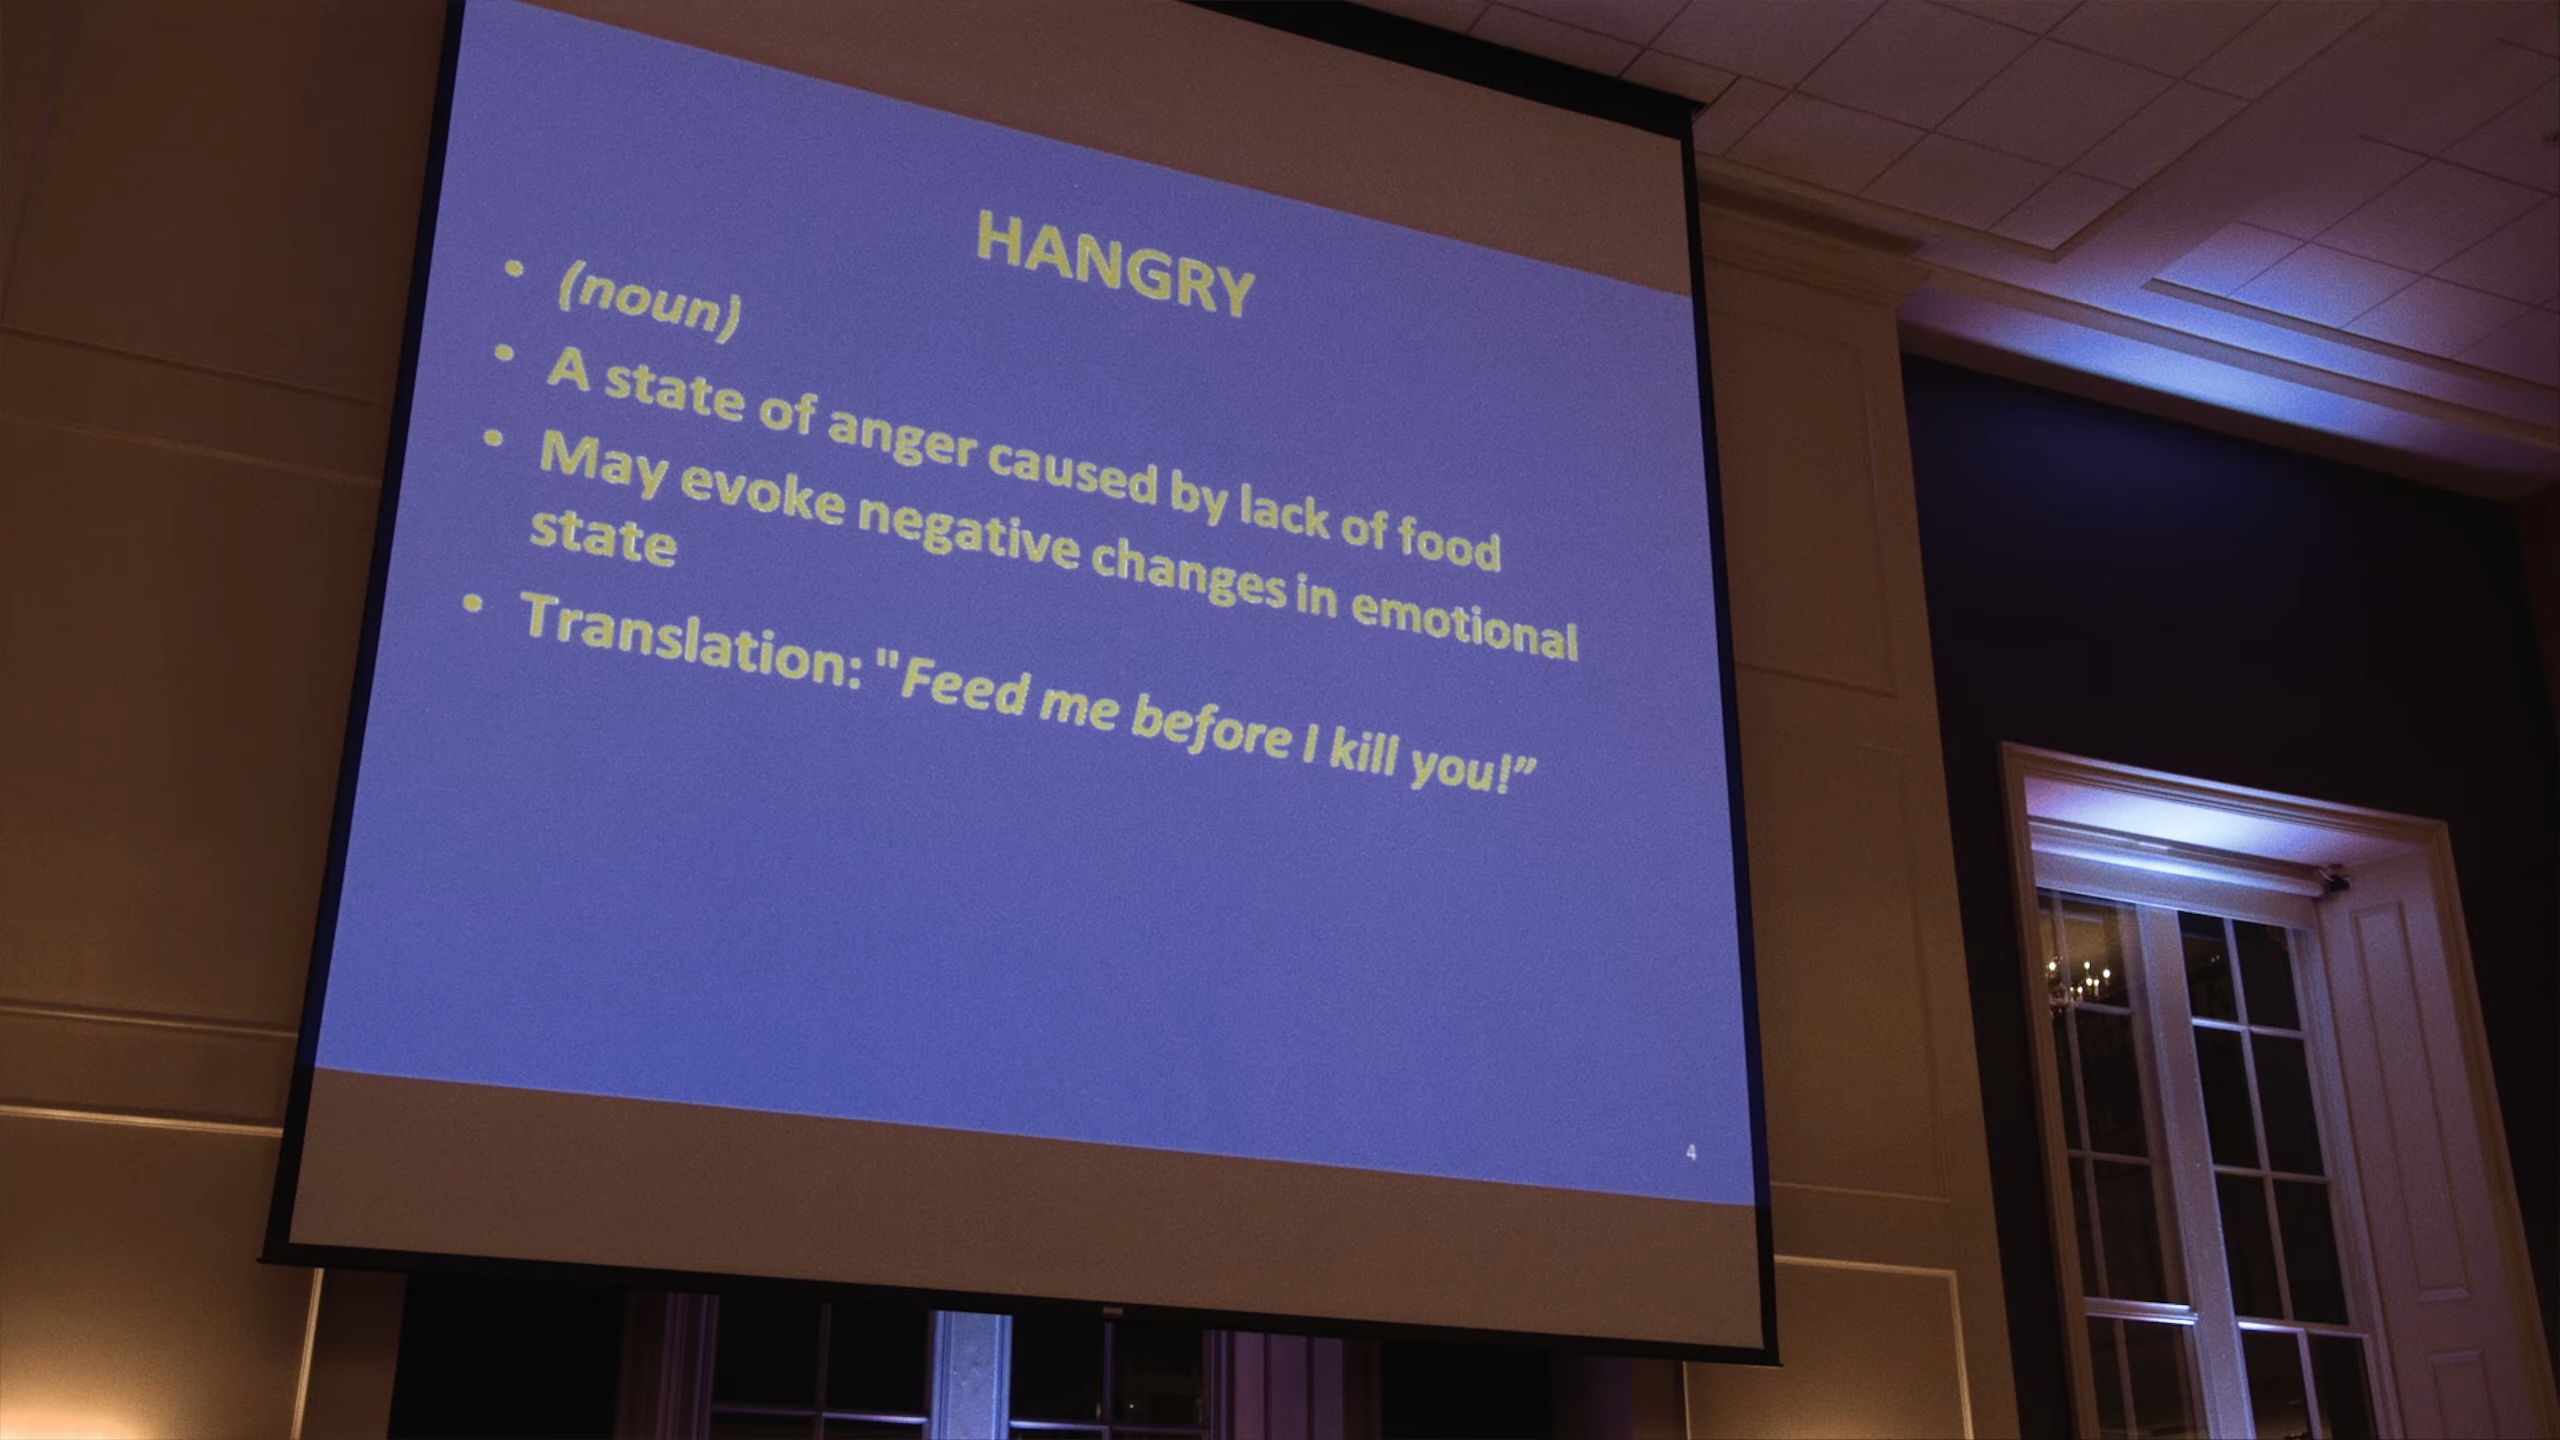 HANGRY
• (noun)
• A state of anger caused by lack of food
• May evoke negative changes in emotional
state
• Translation: "Feed me before I kill you!”
4